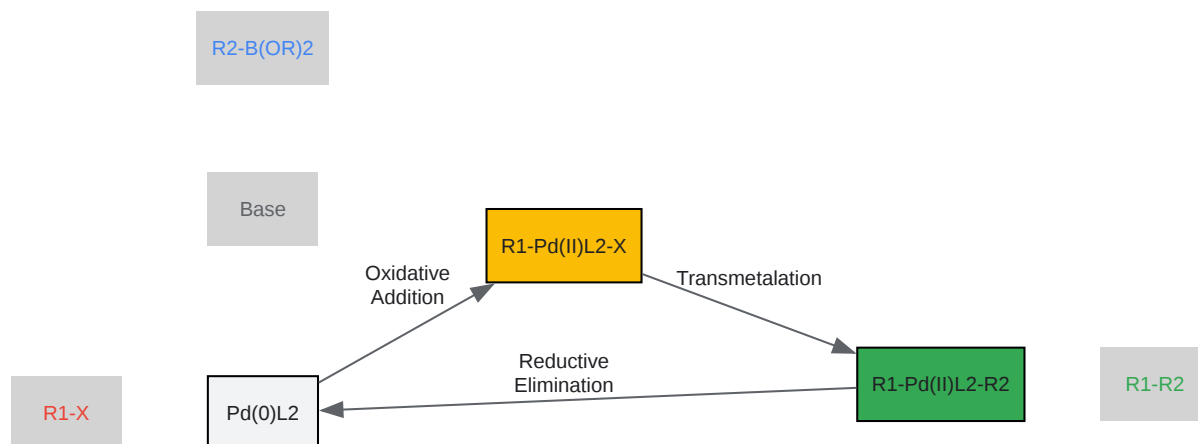 R2-B(OR)2
Base
R1-Pd(II)L2-X
Oxidative
Addition
Transmetalation
Reductive
Elimination
R1-Pd(II)L2-R2
R1-R2
R1-X
Pd(0)L2